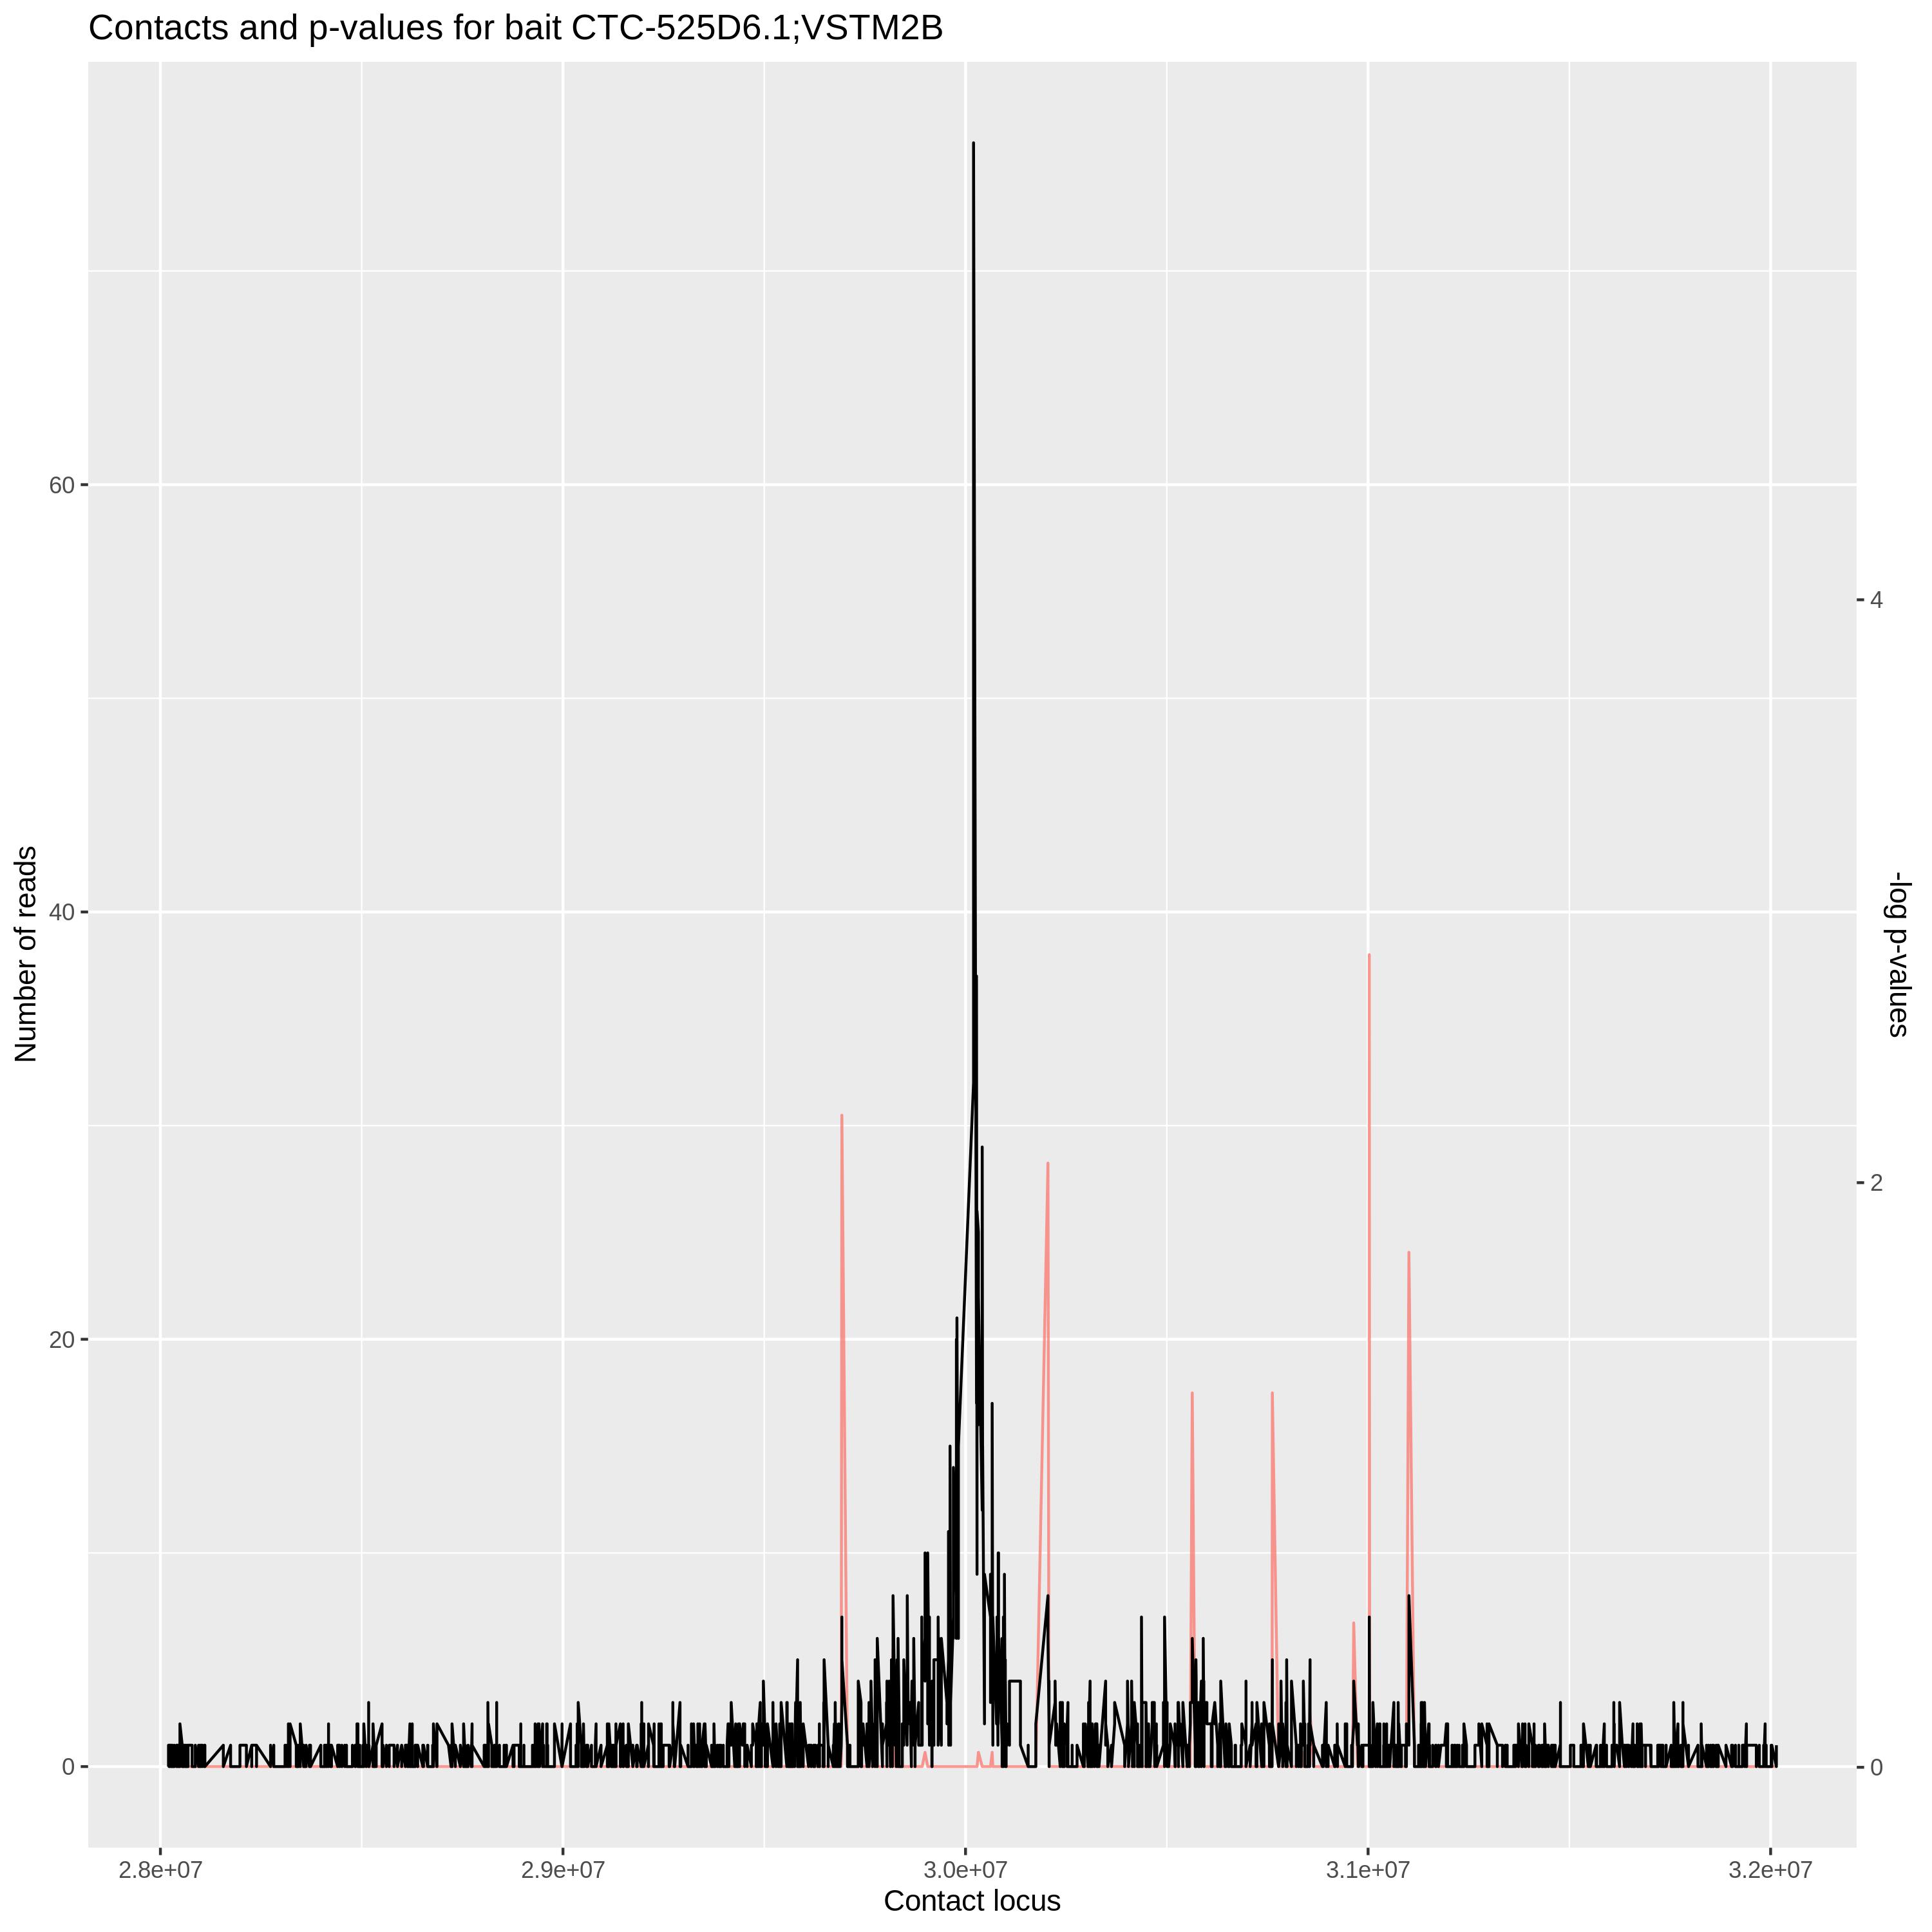 Contacts and p-values for bait CTC-525D6.1;VSTM2B
Number of reads
60
40
20
0
4
2
0
-log p-values
2.8e+07 2.9e+07 3.0e+07 3.1e+07 3.2e+07
Contact locus